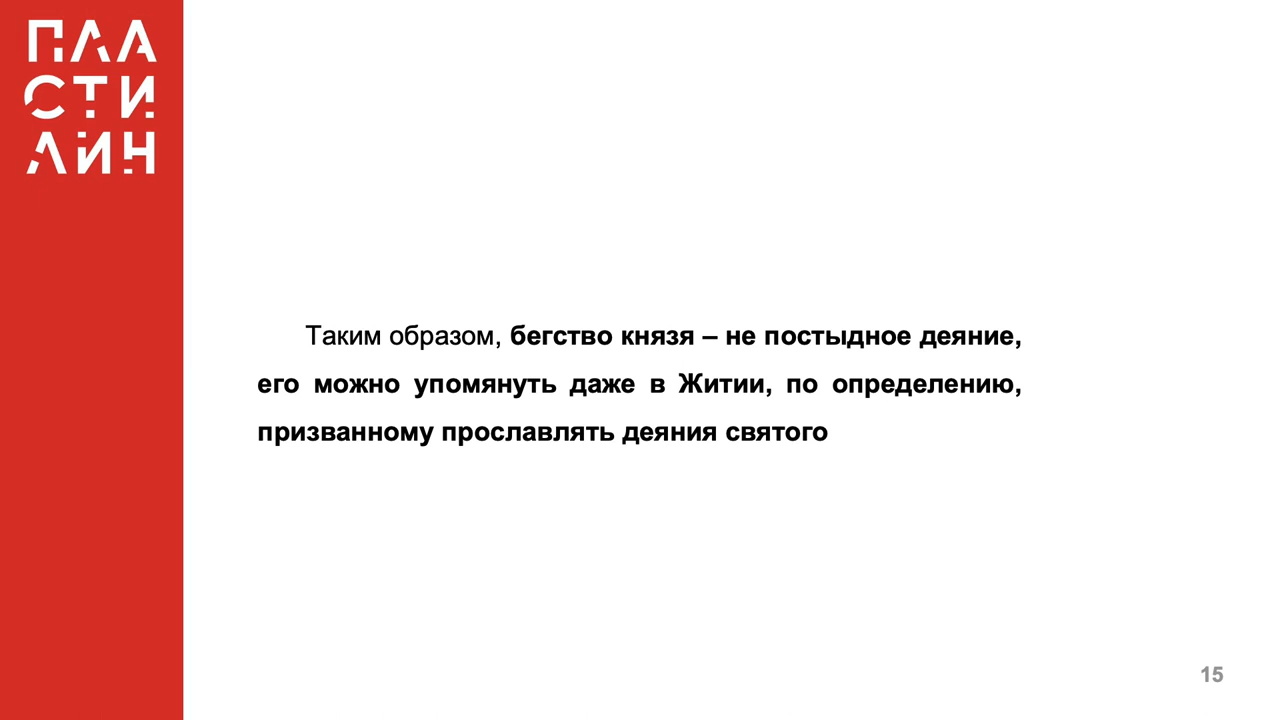 ПЛА
СТИ
ЛИН
Таким образом, бегство князя – не постыдное деяние,
его можно упомянуть даже в Житии, по определению,
призванному прославлять деяния святого
15